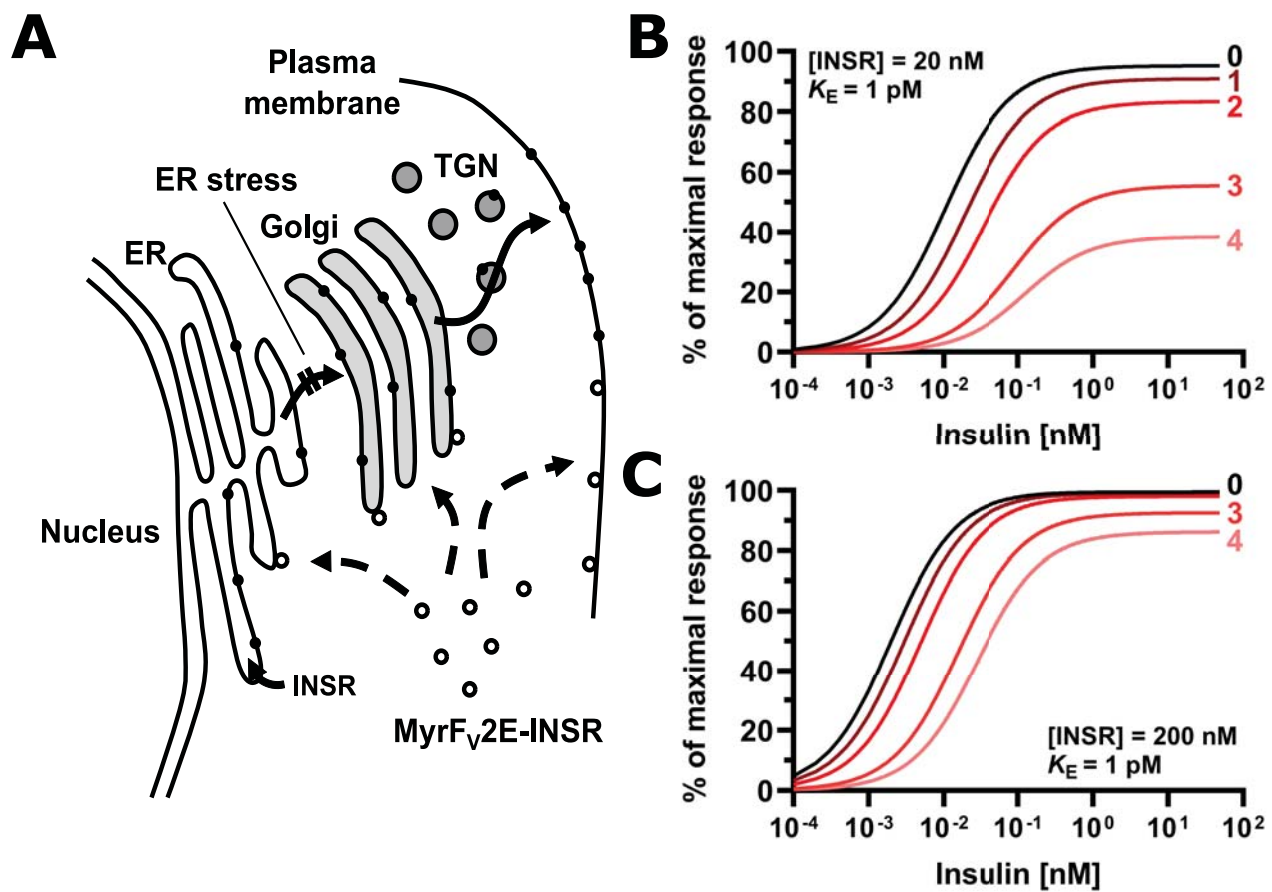 A
Plasma
membrane
TGN
ER stress
Golgi
ER
Nucleus
INSR
MyrFV2E-INSR
B
% of maximal response
100
80
60
40
20
0
[INSR] = 20 nM
KE = 1 pM
0
1
2
3
4
10-4
10-3
10-2
10-1
100
101
102
Insulin [nM]
C
% of maximal response
100
80
60
40
20
0
0
3
4
[INSR] = 200 nM
KE = 1 pM
10-4
10-3
10-2
10-1
100
101
102
Insulin [nM]